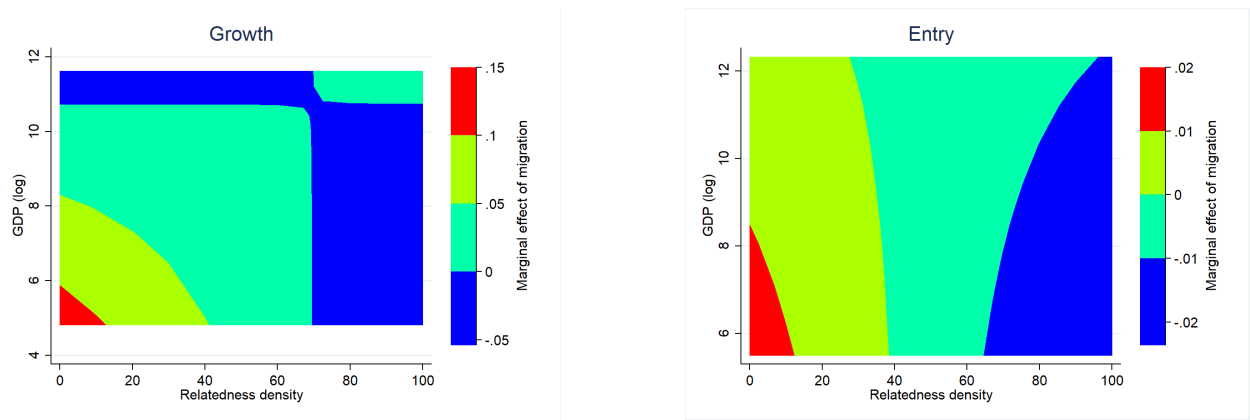 Growth
12
10
8
6
4
GDP (log)
0 20 40 60 80 100
Relatedness density
.15
.1
.05
0
-.05
Marginal effect of migration
Entry
12
10
8
6
GDP (log)
0 20 40 60 80 100
Relatedness density
.02
.01
0
-.01
-.02
Marginal effect of migration